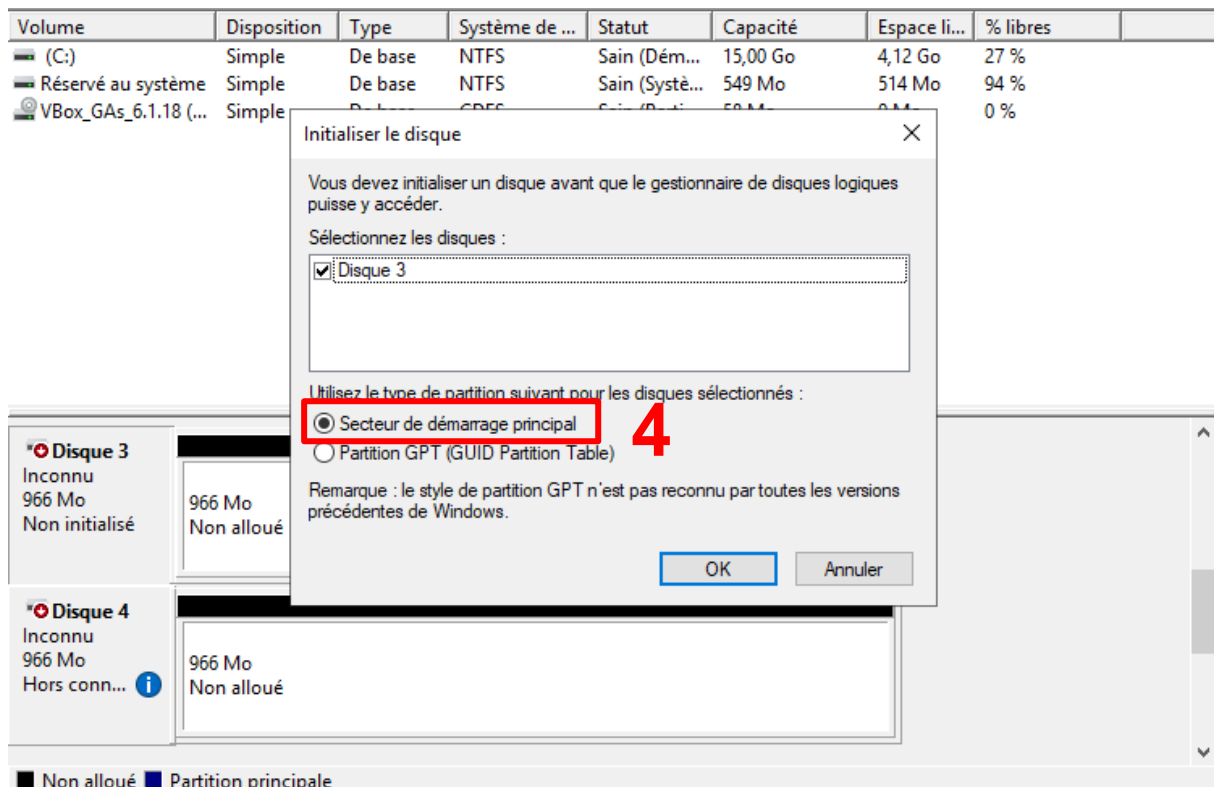 Volume Disposition Type Système de ... Statut Capacité Espace li... % libres
(C:) Simple De base NTFS Sain (Dém... 15,00 Go 4,12 Go 27 %
Réservé au système Simple De base NTFS Sain (Systè... 549 Mo 514 Mo 94 %
VBox_GAs_6.1.18 (... Simple 0 %
Initialiser le disque
Vous devez initialiser un disque avant que le gestionnaire de disques logiques
puisse y accéder.
Sélectionnez les disques :
Disque 3
Utilisez le type de partition suivant pour les disques sélectionnés :
Secteur de démarrage principal
4
Partition GPT (GUID Partition Table)
Remarque : le style de partition GPT n'est pas reconnu par toutes les versions
précédentes de Windows.
OK Annuler
Disque 3
Inconnu
966 Mo
Non initialisé
966 Mo
Non alloué
Disque 4
Inconnu
966 Mo
Hors conn...
966 Mo
Non alloué
Non alloué Partition principale